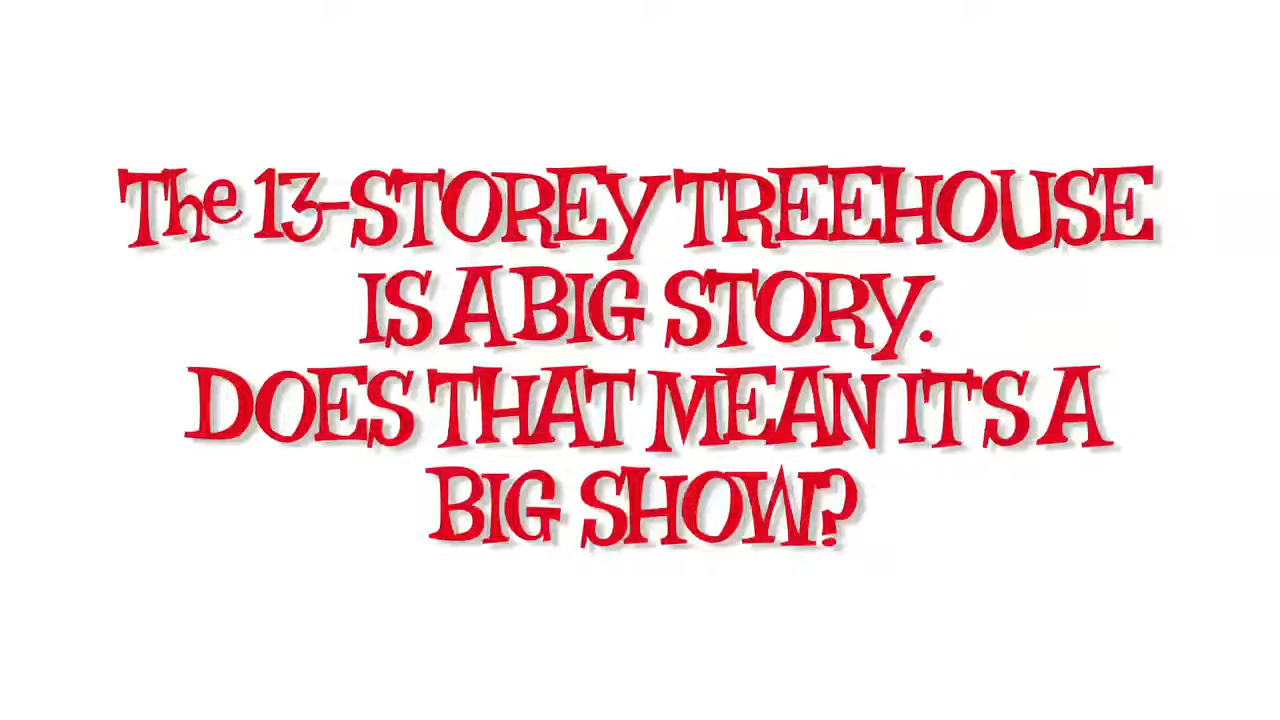 The 13-STOREY TREEHOUSE
IS A BIG STORY.
DOES THAT MEAN IT'S A
BIG SHOW?